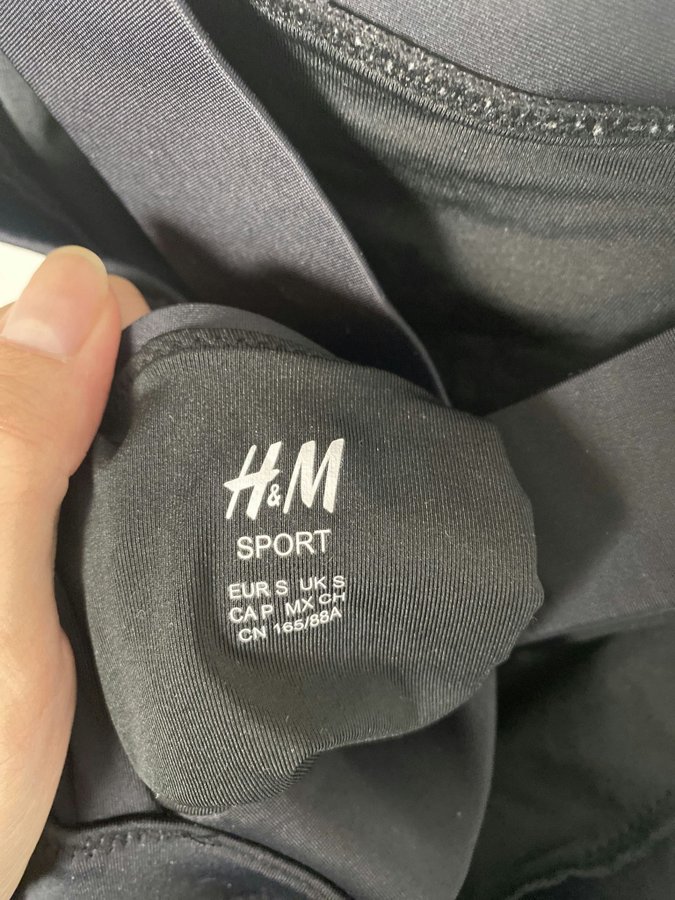 H&M
SPORT
EUR S UK S
CA P MX CH
CN 165/88A